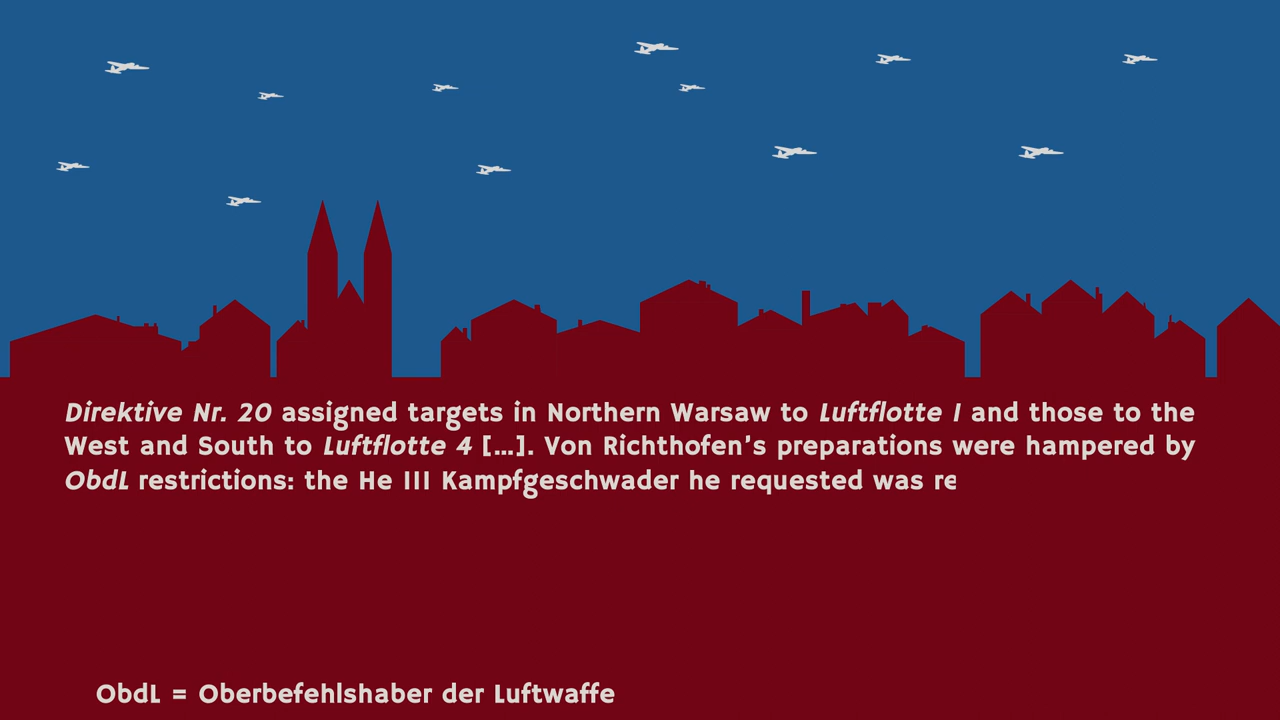 Direktive Nr. 20 assigned targets in Northern Warsaw to Luftflotte 1 and those to the
West and South to Luftflotte 4 [...]. Von Richthofen's preparations were hampered by
ObdL restrictions: the He III Kampfgeschwader he requested was re
ObdL = Oberbefehlshaber der Luftwaffe